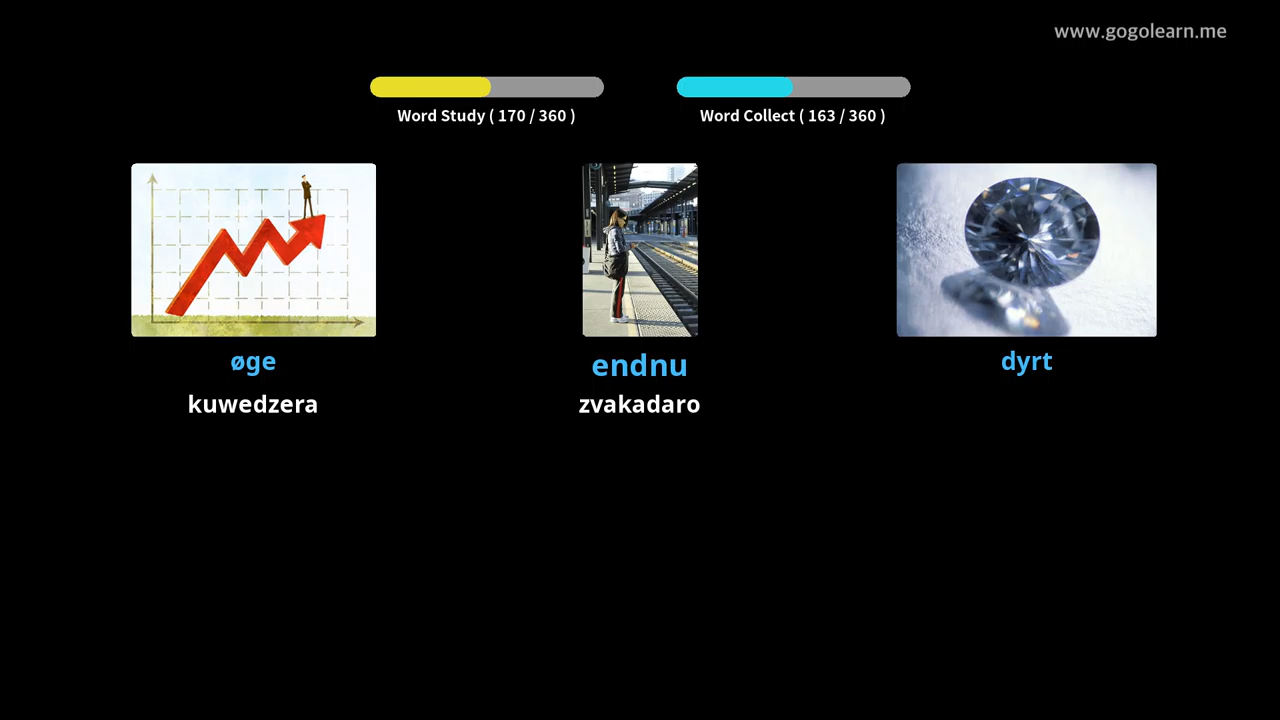 www.gogolearn.me
Word Study ( 170 / 360 )
Word Collect ( 163 / 360 )
øge
endnu
dyrt
kuwedzera
zvakadaro